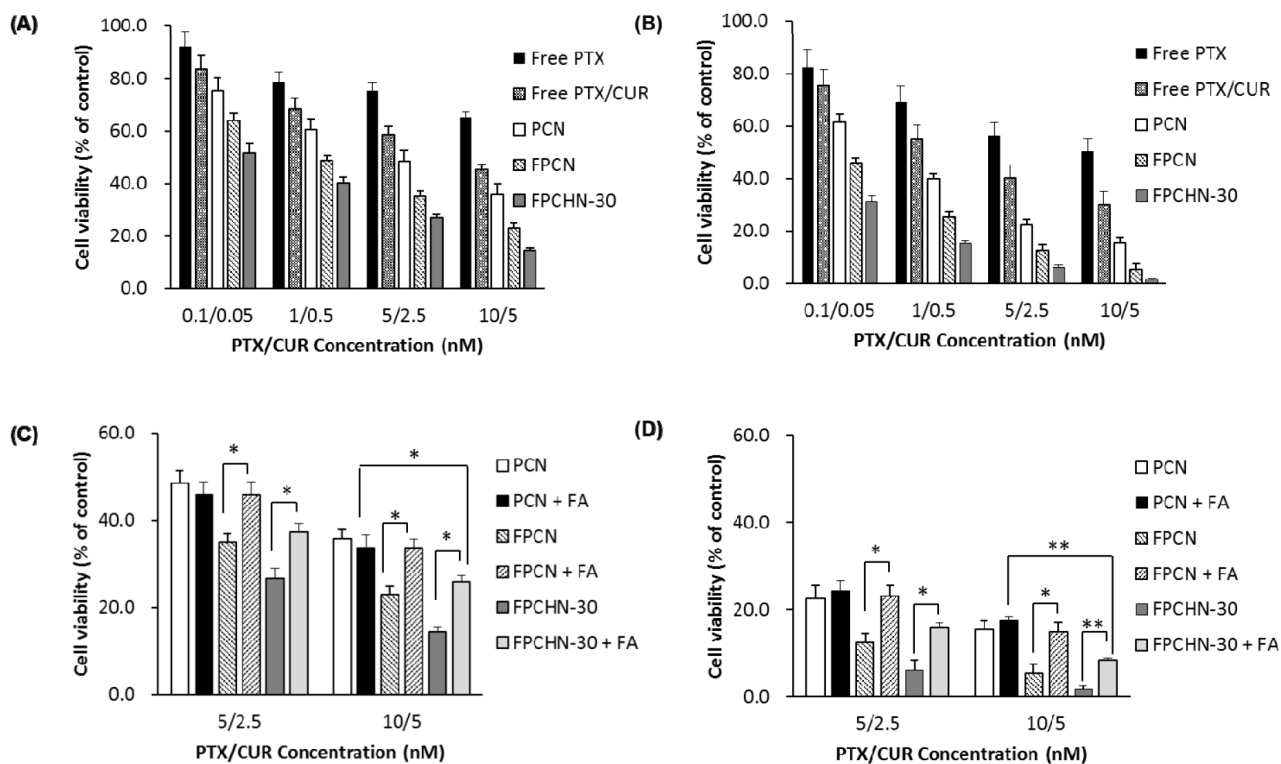 (A)
Cell viability (% of control)
100.0
80.0
60.0
40.0
20.0
0.0
0.1/0.05 1/0.5 5/2.5 10/5
PTX/CUR Concentration (nM)
Free PTX
Free PTX/CUR
PCN
FPCN
FPCHN-30
(B)
Cell viability (% of control)
100.0
80.0
60.0
40.0
20.0
0.0
0.1/0.05 1/0.5 5/2.5 10/5
PTX/CUR Concentration (nM)
Free PTX
Free PTX/CUR
PCN
FPCN
FPCHN-30
(C)
Cell viability (% of control)
60.0
40.0
20.0
0.0
* * * * *
5/2.5 10/5
PTX/CUR Concentration (nM)
PCN
PCN + FA
FPCN
FPCN + FA
FPCHN-30
FPCHN-30 + FA
(D)
Cell viability (% of control)
60.0
40.0
20.0
0.0
* * ** * **
5/2.5 10/5
PTX/CUR Concentration (nM)
PCN
PCN + FA
FPCN
FPCN + FA
FPCHN-30
FPCHN-30 + FA